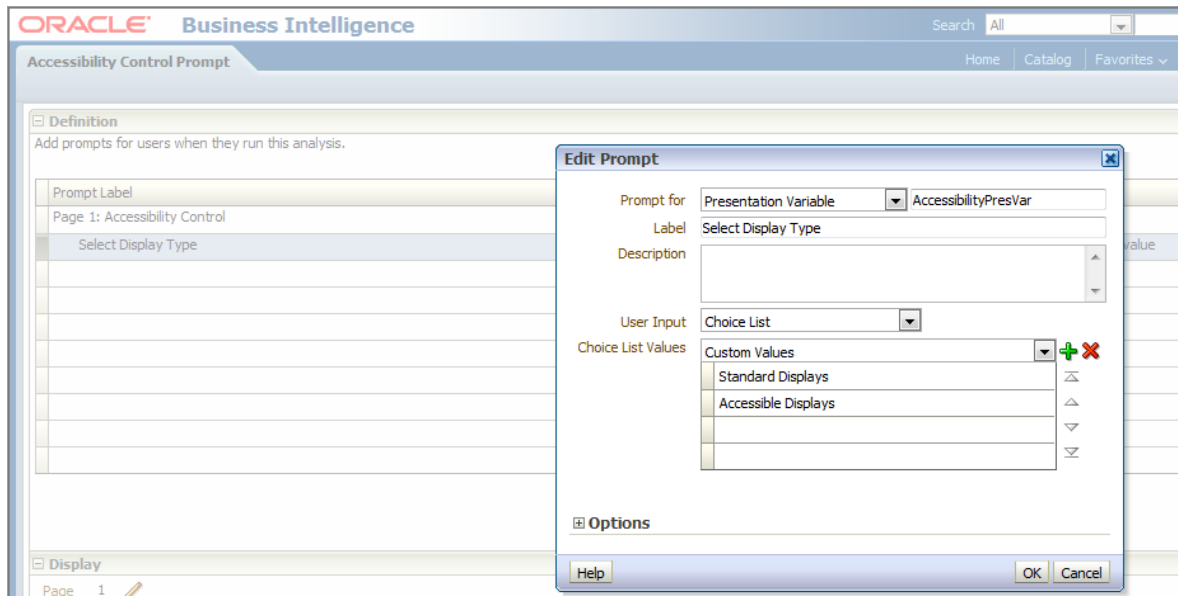 ORACLE Business Intelligence
Search All
Accessibility Control Prompt
Home Catalog Favorites
Definition
Add prompts for users when they run this analysis.
Prompt Label
Page 1: Accessibility Control
Select Display Type
value
Edit Prompt
Prompt for Presentation Variable AccessibilityPresVar
Label Select Display Type
Description
User Input Choice List
Choice List Values Custom Values
Standard Displays
Accessible Displays
Options
Help OK Cancel
Display
Page 1